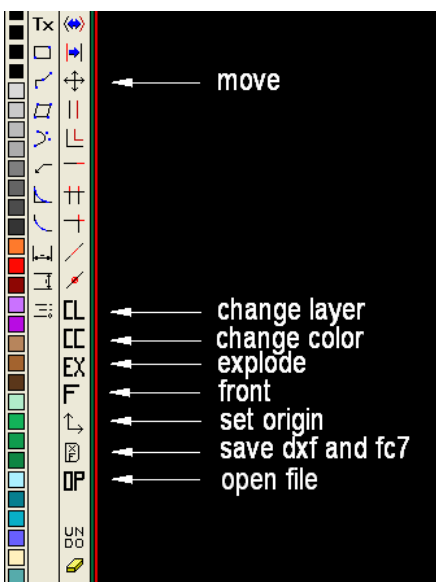 Tx
move
CL change layer
CC change color
EX explode
F front
set origin
XF save dxf and fc7
OP open file
UN
DO